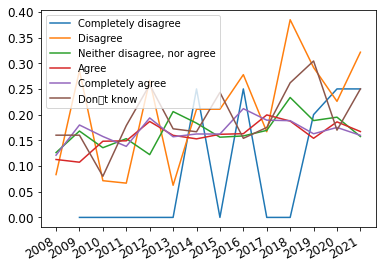 Completely disagree
Disagree
Neither disagree, nor agree
Agree
Completely agree
Don▯t know
0.40
0.35
0.30
0.25
0.20
0.15
0.10
0.05
0.00
2008 2009 2010 2011 2012 2013 2014 2015 2016 2017 2018 2019 2020 2021